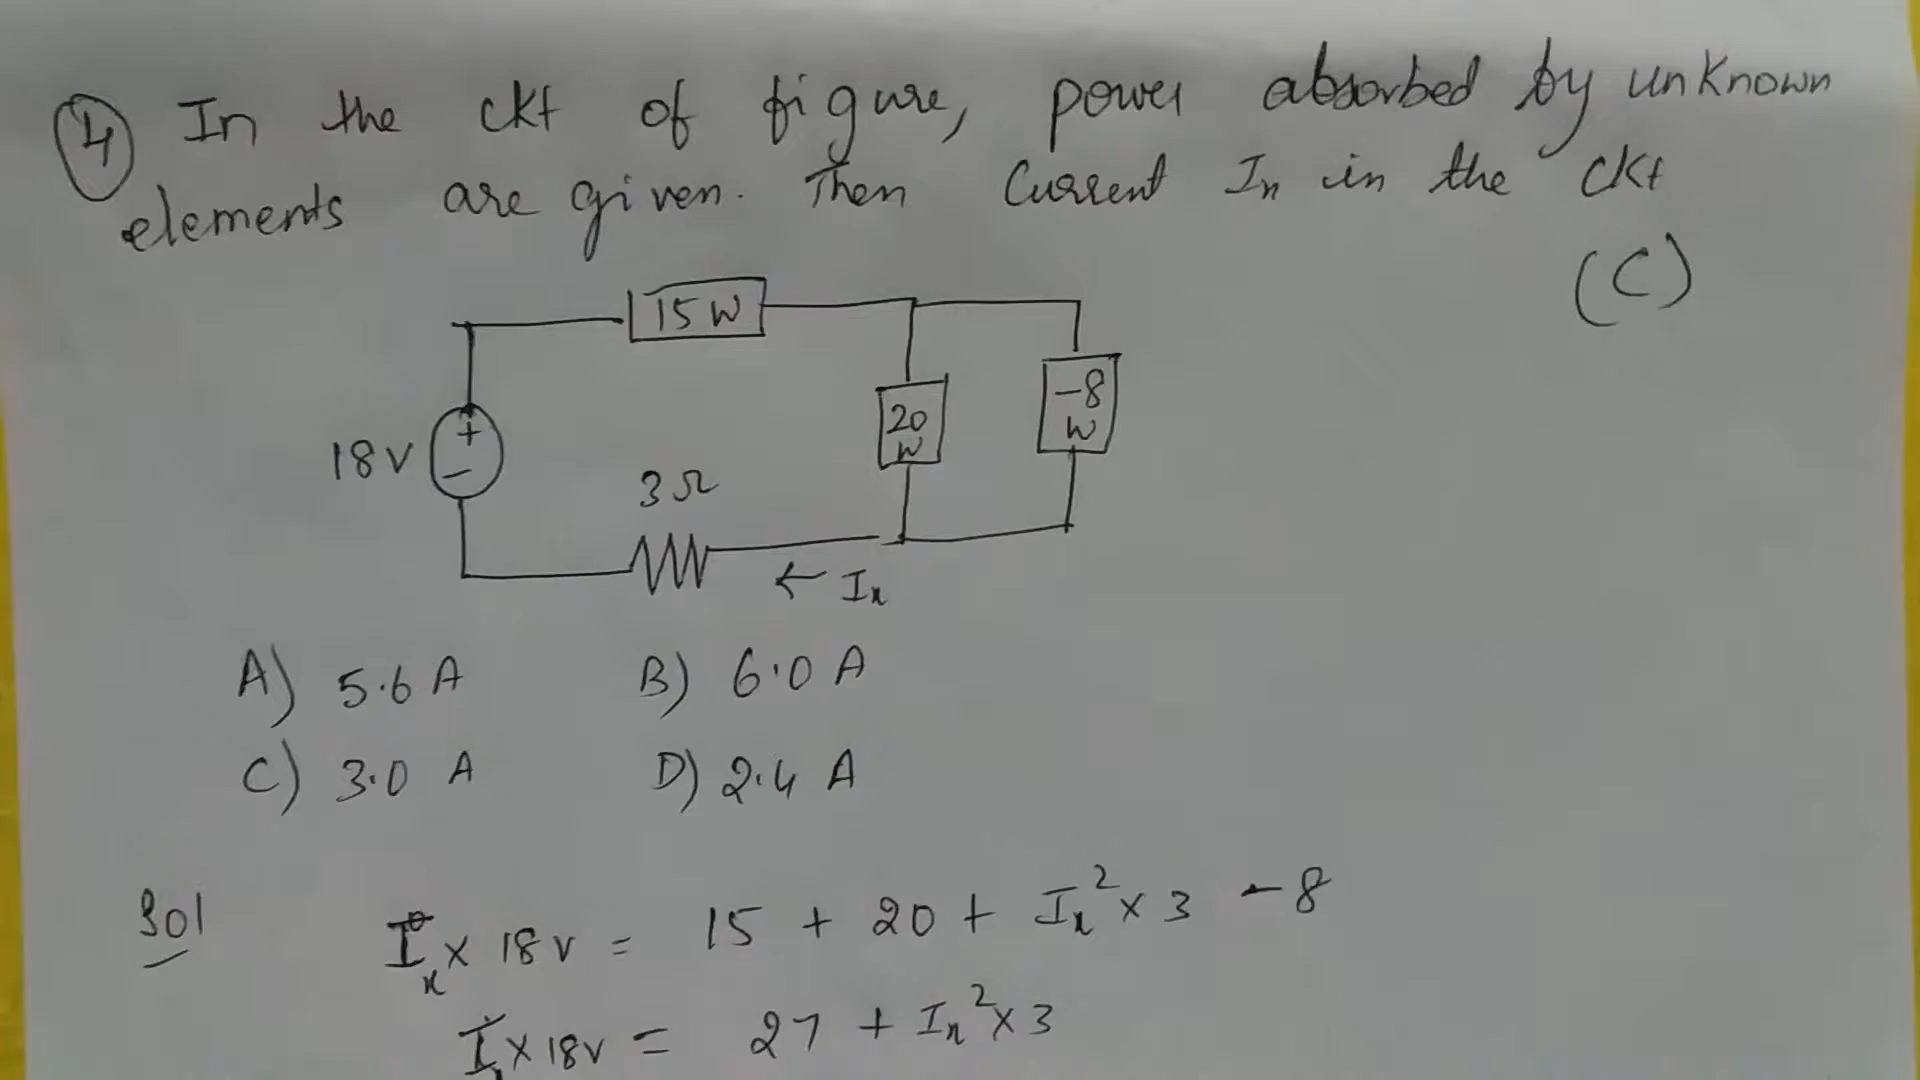 4 In the ckt of figure, power absorbed by unknown
elements are given. Then Current Ix in the ckt
(C)
15 W
20 W
-8 W
18 V
+
-
3 Ω
← Ix
A) 5.6 A B) 6.0 A
C) 3.0 A D) 2.4 A
Sol Ix × 18 V = 15 + 20 + Ix² × 3 - 8
Ix × 18V = 27 + Ix² × 3